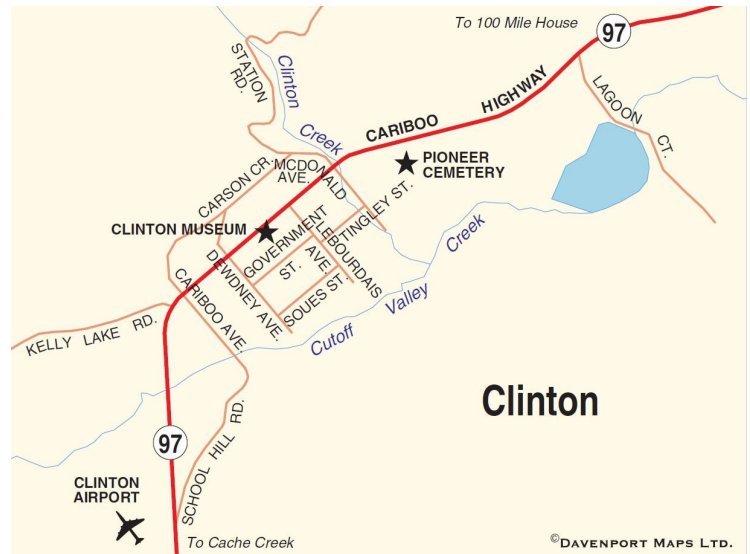 To 100 Mile House
97
STATION
RD.
Clinton
Creek
CARIBOO
HIGHWAY
LAGOON
CT.
PIONEER
CEMETERY
MCDONALD
AVE.
CARSON CR.
TINGLEY ST.
CLINTON MUSEUM
GOVERNMENT
ST.
LEBOURDAIS
AVE.
DEWDNEY AVE.
SOUES ST.
CARIBOO AVE.
KELLY LAKE RD.
Cutoff
Valley
Creek
Clinton
97
SCHOOL HILL RD.
CLINTON
AIRPORT
To Cache Creek
©DAVENPORT MAPS LTD.